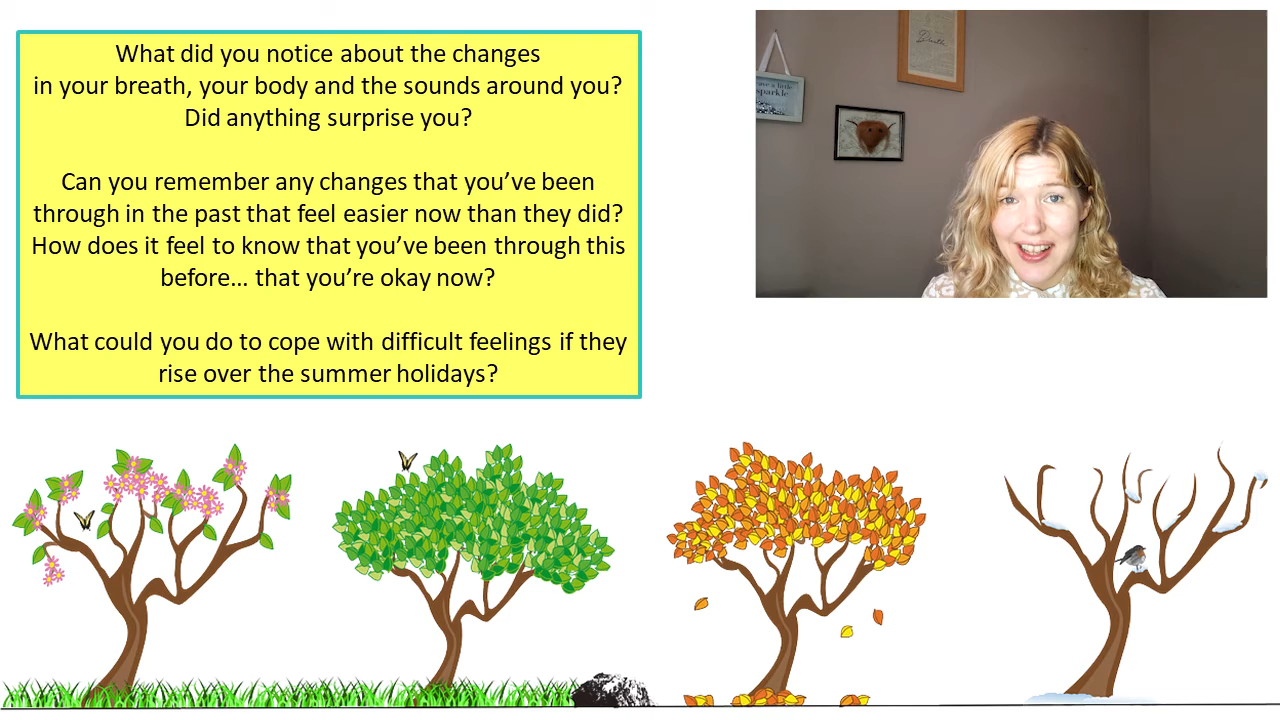 What did you notice about the changes
in your breath, your body and the sounds around you?
Did anything surprise you?
Can you remember any changes that you’ve been
through in the past that feel easier now than they did?
How does it feel to know that you’ve been through this
before… that you’re okay now?
What could you do to cope with difficult feelings if they
rise over the summer holidays?
sparkle